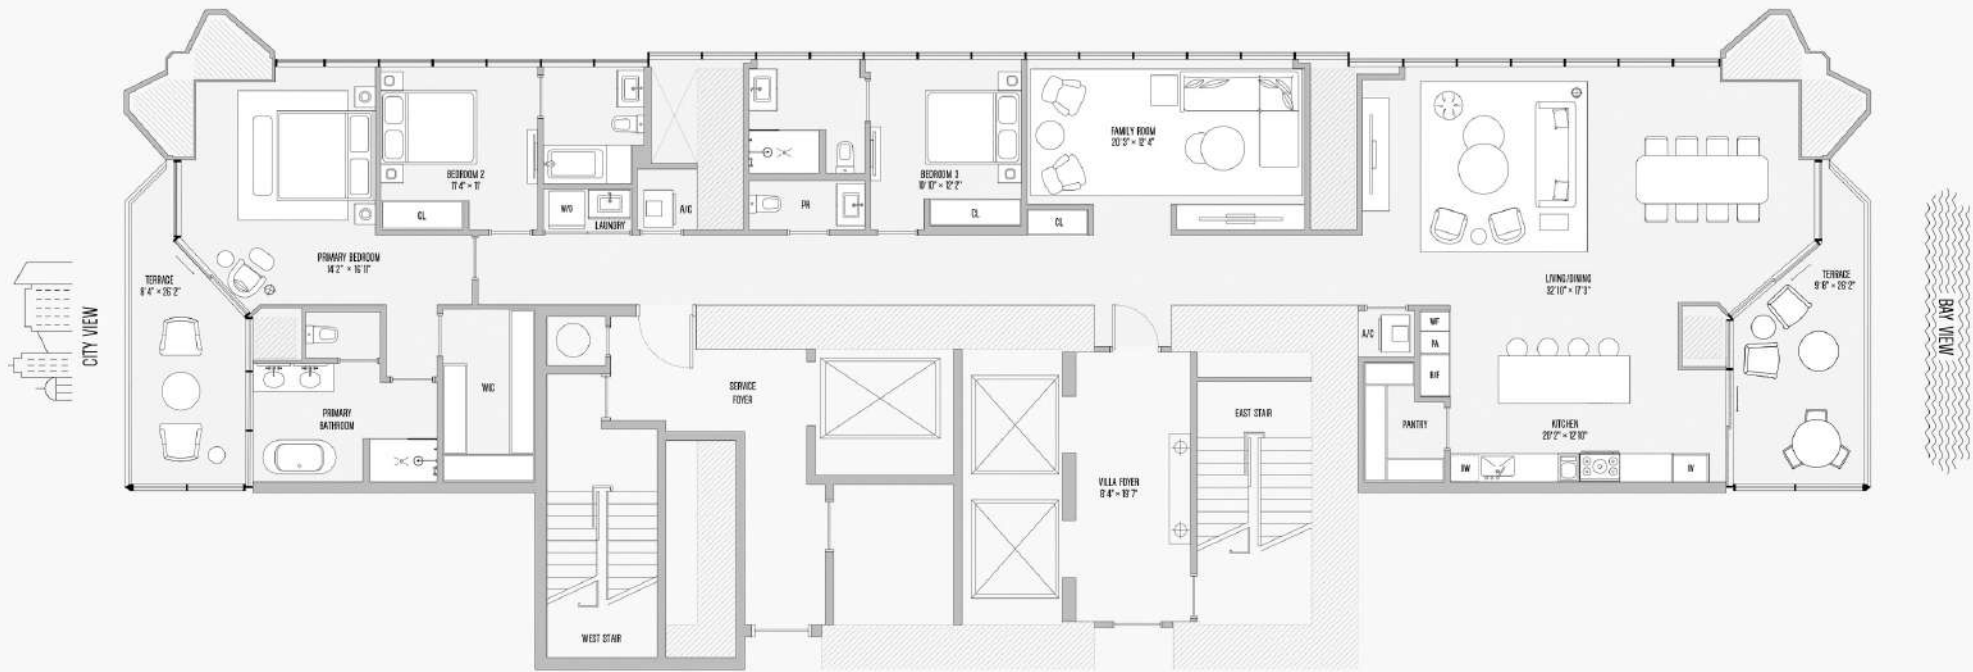 CITY VIEW
TERRACE
8'4" × 26'2"
PRIMARY BEDROOM
14'2" × 16'11"
BEDROOM 2
11'4" × 11'
CL
W/D
LAUNDRY
A/C
PR
BEDROOM 3
10'10" × 12'2"
CL
FAMILY ROOM
20'3" × 12'4"
CL
PRIMARY
BATHROOM
WIC
SERVICE
FOYER
WEST STAIR
VILLA FOYER
8'4" × 19'7"
EAST STAIR
A/C
PANTRY
WF
PA
R/F
LIVING/DINING
32'10" × 17'3"
KITCHEN
20'2" × 12'10"
DW
TERRACE
9'8" × 26'2"
BAY VIEW